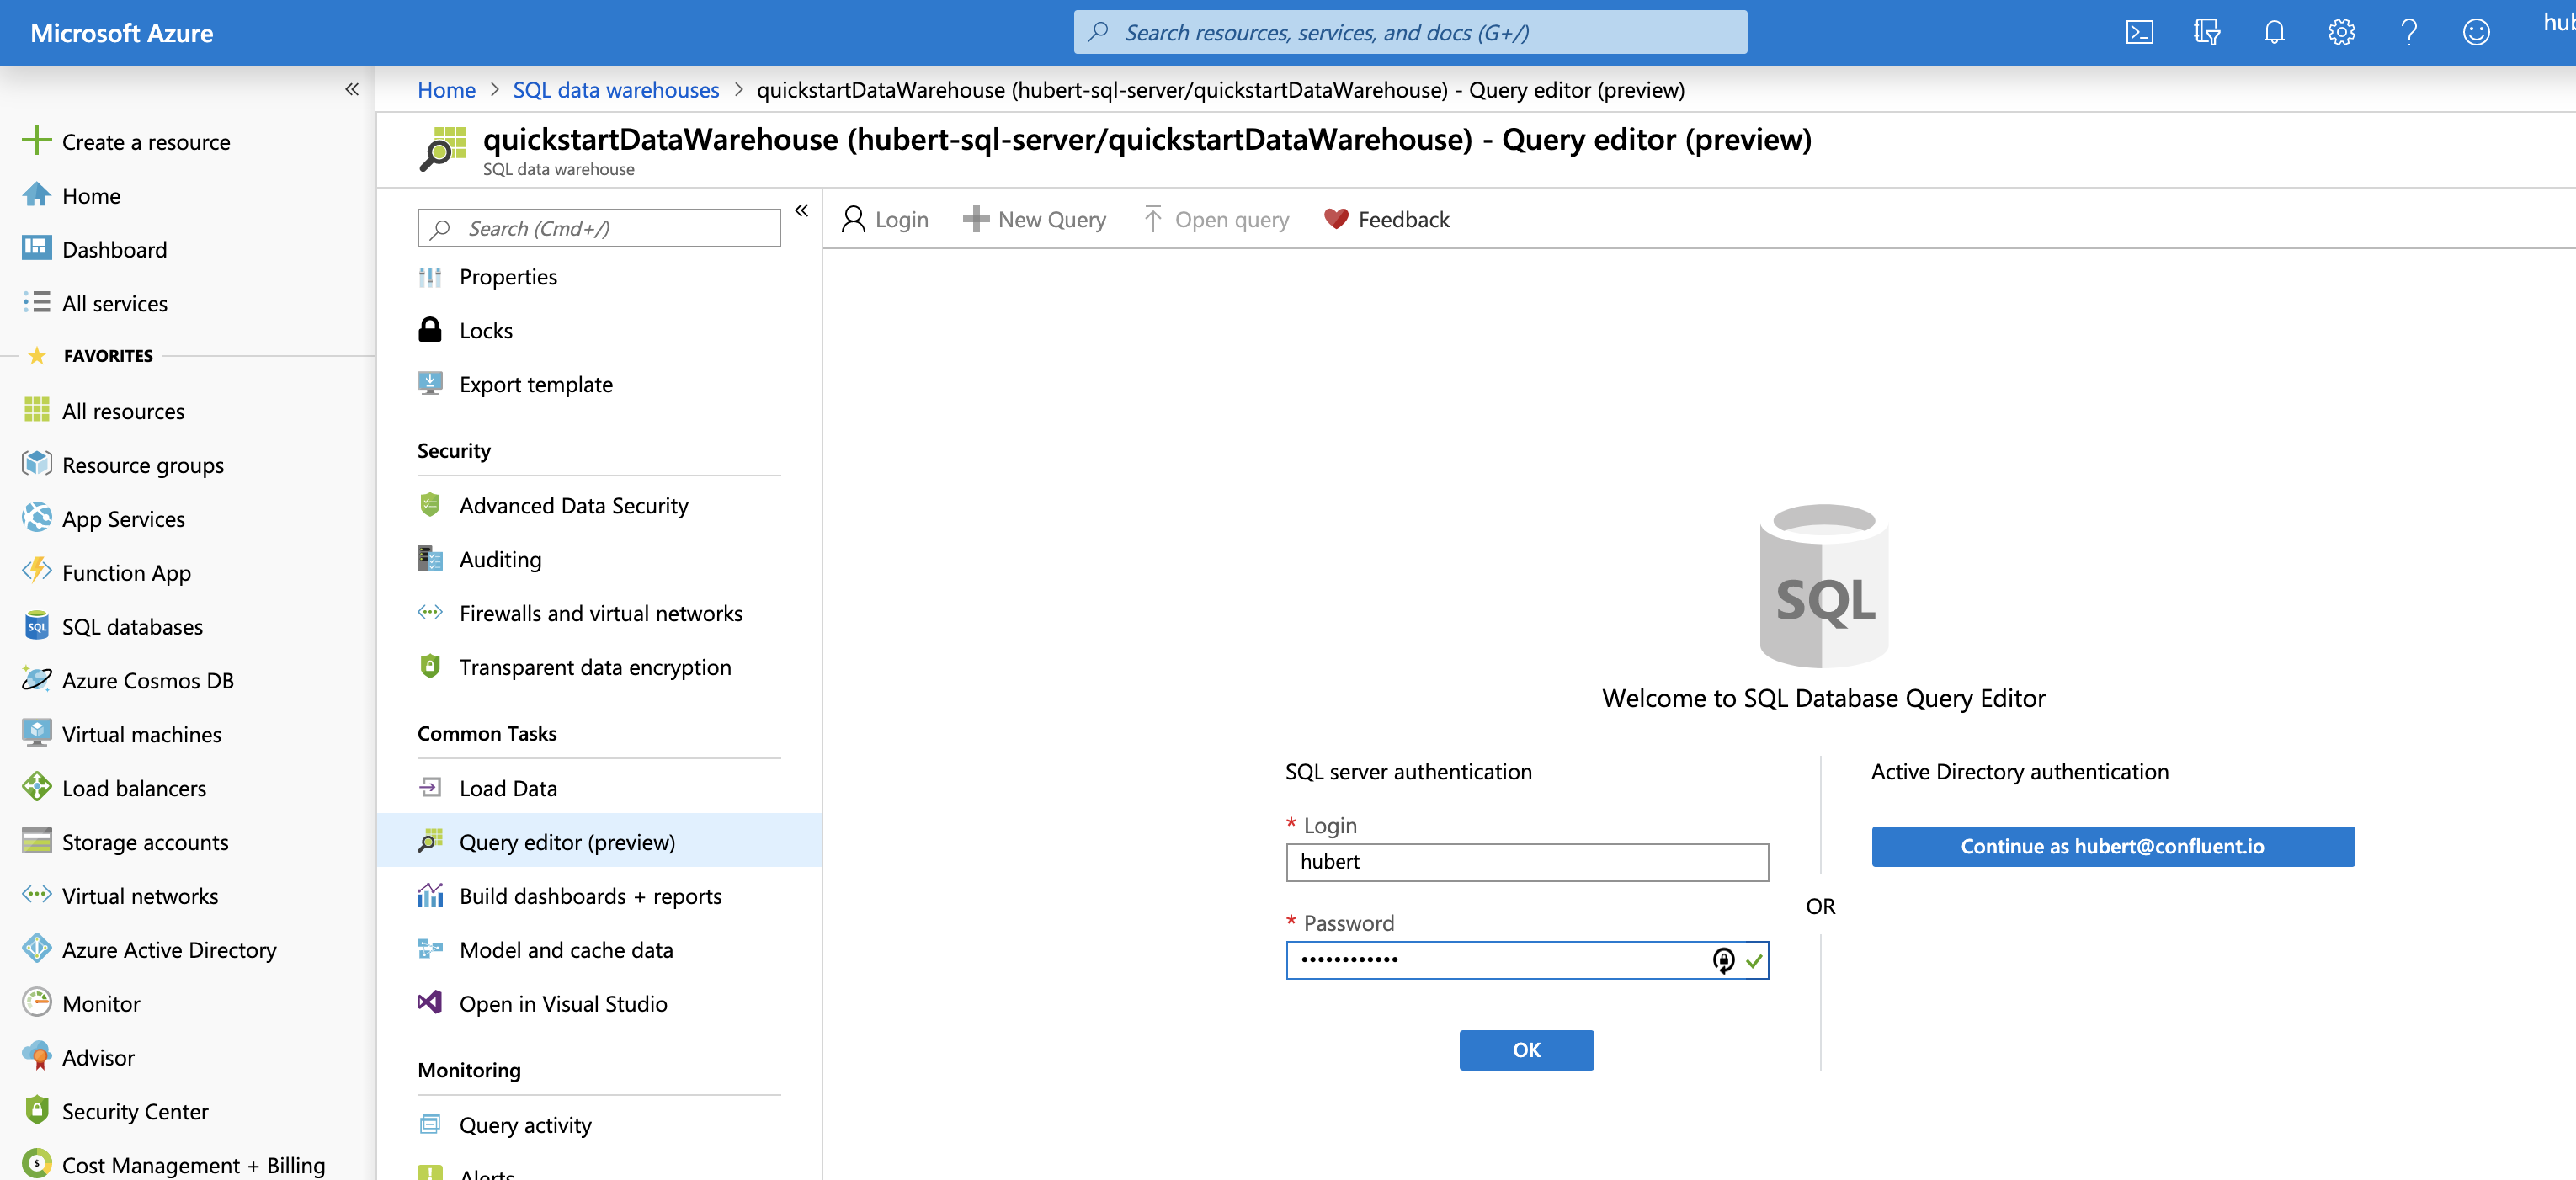 Microsoft Azure
Search resources, services, and docs (G+/)
hub
Home > SQL data warehouses > quickstartDataWarehouse (hubert-sql-server/quickstartDataWarehouse) - Query editor (preview)
quickstartDataWarehouse (hubert-sql-server/quickstartDataWarehouse) - Query editor (preview)
SQL data warehouse
Create a resource
Home
Dashboard
All services
FAVORITES
All resources
Resource groups
App Services
Function App
SQL databases
Azure Cosmos DB
Virtual machines
Load balancers
Storage accounts
Virtual networks
Azure Active Directory
Monitor
Advisor
Security Center
Cost Management + Billing
Search (Cmd+/)
Properties
Locks
Export template
Security
Advanced Data Security
Auditing
Firewalls and virtual networks
Transparent data encryption
Common Tasks
Load Data
Query editor (preview)
Build dashboards + reports
Model and cache data
Open in Visual Studio
Monitoring
Query activity
Alerts
Login
New Query
Open query
Feedback
SQL
Welcome to SQL Database Query Editor
SQL server authentication
* Login
hubert
* Password
••••••••••••
OK
OR
Active Directory authentication
Continue as hubert@confluent.io